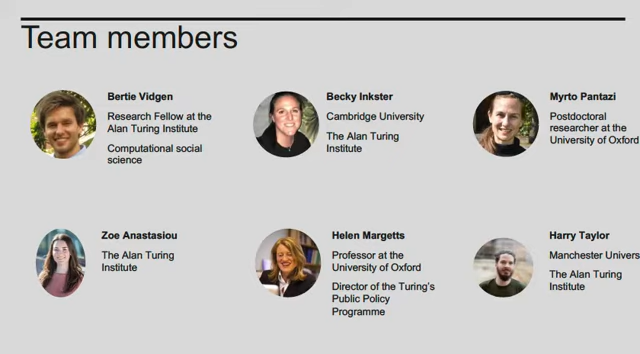 Team members
Bertie Vidgen
Research Fellow at the
Alan Turing Institute
Computational social
science
Becky Inkster
Cambridge University
The Alan Turing
Institute
Myrto Pantazi
Postdoctoral
researcher at the
University of Oxford
Zoe Anastasiou
The Alan Turing
Institute
Helen Margetts
Professor at the
University of Oxford
Director of the Turing's
Public Policy
Programme
Harry Taylor
Manchester Univers
The Alan Turing
Institute